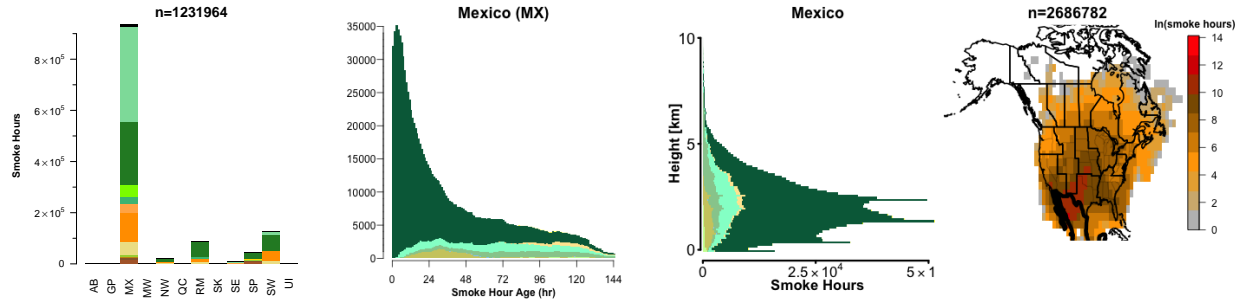 n=1231964
Smoke Hours
8×10⁵
6×10⁵
4×10⁵
2×10⁵
0
AB
GP
MX
MW
NW
QC
RM
SK
SE
SP
SW
UI
Mexico (MX)
35000
30000
25000
20000
15000
10000
5000
0
0 24 48 72 96 120 144
Smoke Hour Age (hr)
Mexico
Height [km]
10
5
0
0 2.5×10⁴ 5×1
Smoke Hours
n=2686782
ln(smoke hours)
14
12
10
8
6
4
2
0